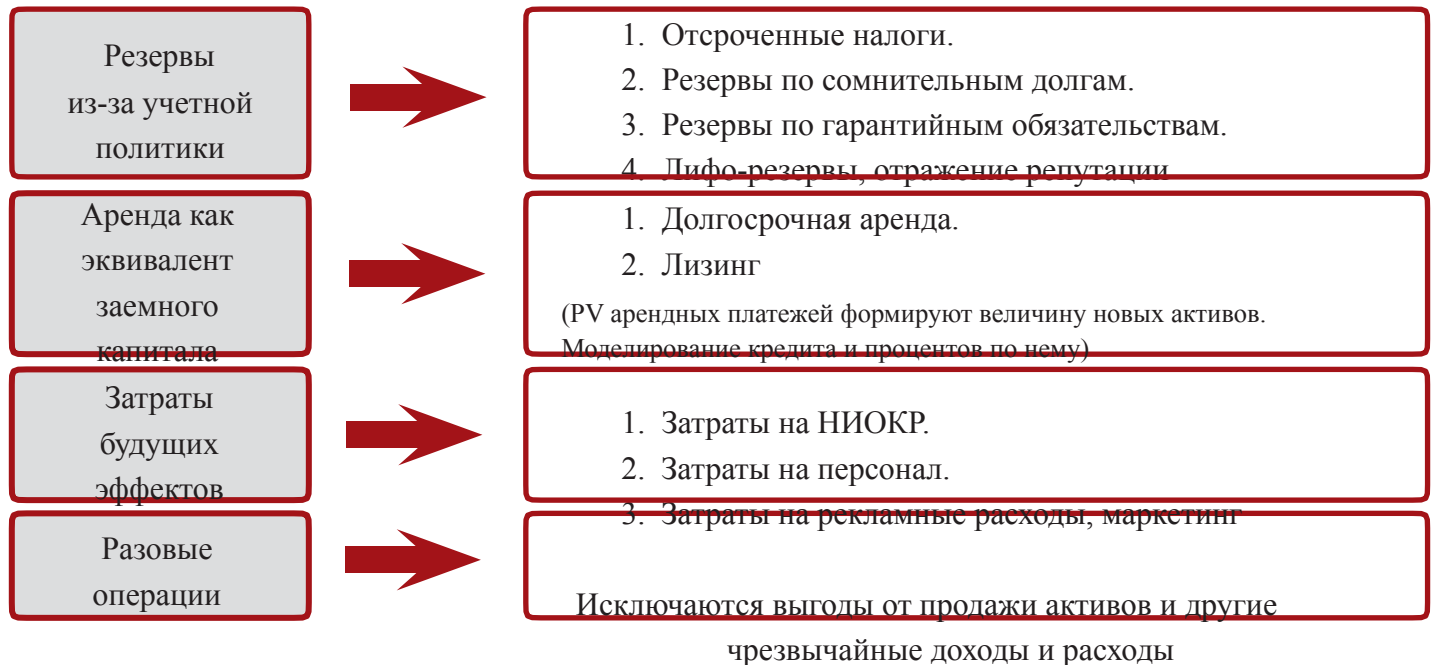 Резервы
из-за учетной
политики
1. Отсроченные налоги.
2. Резервы по сомнительным долгам.
3. Резервы по гарантийным обязательствам.
4. Лифо-резервы, отражение репутации
Аренда как
эквивалент
заемного
капитала
1. Долгосрочная аренда.
2. Лизинг
(PV арендных платежей формируют величину новых активов.
Моделирование кредита и процентов по нему)
Затраты
будущих
эффектов
1. Затраты на НИОКР.
2. Затраты на персонал.
3. Затраты на рекламные расходы, маркетинг
Разовые
операции
Исключаются выгоды от продажи активов и другие
чрезвычайные доходы и расходы